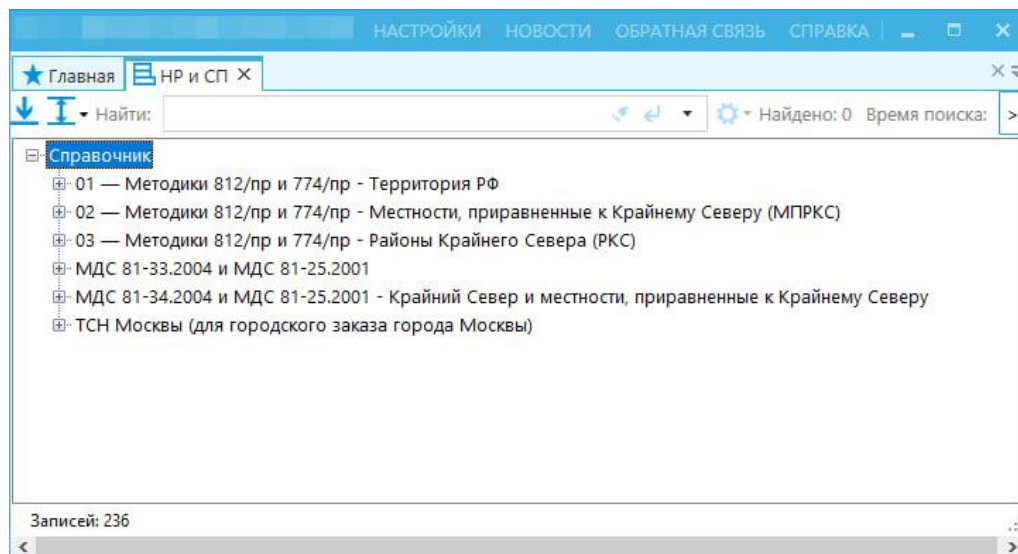 НАСТРОЙКИ НОВОСТИ ОБРАТНАЯ СВЯЗЬ СПРАВКА
Главная НР и СП
Найти: Найдено: 0 Время поиска:
Справочник
01 — Методики 812/пр и 774/пр - Территория РФ
02 — Методики 812/пр и 774/пр - Местности, приравненные к Крайнему Северу (МПРКС)
03 — Методики 812/пр и 774/пр - Районы Крайнего Севера (РКС)
МДС 81-33.2004 и МДС 81-25.2001
МДС 81-34.2004 и МДС 81-25.2001 - Крайний Север и местности, приравненные к Крайнему Северу
ТСН Москвы (для городского заказа города Москвы)
Записей: 236